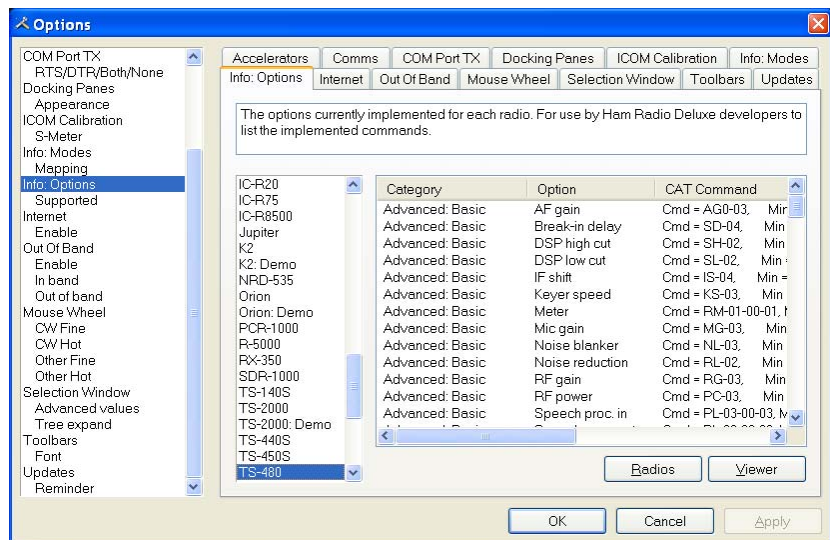 Options
COM Port TX
RTS/DTR/Both/None
Docking Panes
Appearance
ICOM Calibration
S-Meter
Info: Modes
Mapping
Info: Options
Supported
Internet
Enable
Out Of Band
Enable
In band
Out of band
Mouse Wheel
CW Fine
CW Hot
Other Fine
Other Hot
Selection Window
Advanced values
Tree expand
Toolbars
Font
Updates
Reminder
Accelerators Comms COM Port TX Docking Panes ICOM Calibration Info: Modes
Info: Options Internet Out Of Band Mouse Wheel Selection Window Toolbars Updates
The options currently implemented for each radio. For use by Ham Radio Deluxe developers to
list the implemented commands.
IC-R20
IC-R75
IC-R8500
Jupiter
K2
K2: Demo
NRD-535
Orion
Orion: Demo
PCR-1000
R-5000
RX-350
SDR-1000
TS-140S
TS-2000
TS-2000: Demo
TS-440S
TS-450S
TS-480
Category Option CAT Command
Advanced: Basic AF gain Cmd = AG0-03, Min
Advanced: Basic Break-in delay Cmd = SD-04, Min
Advanced: Basic DSP high cut Cmd = SH-02, Min
Advanced: Basic DSP low cut Cmd = SL-02, Min =
Advanced: Basic IF shift Cmd = IS-04, Min =
Advanced: Basic Keyer speed Cmd = KS-03, Min
Advanced: Basic Meter Cmd = RM-01-00-01,
Advanced: Basic Mic gain Cmd = MG-03, Min
Advanced: Basic Noise blanker Cmd = NL-03, Min
Advanced: Basic Noise reduction Cmd = RL-02, Min
Advanced: Basic RF gain Cmd = RG-03, Min
Advanced: Basic RF power Cmd = PC-03, Min
Advanced: Basic Speech proc. in Cmd = PL-03-00-03, M
Radios Viewer
OK Cancel Apply